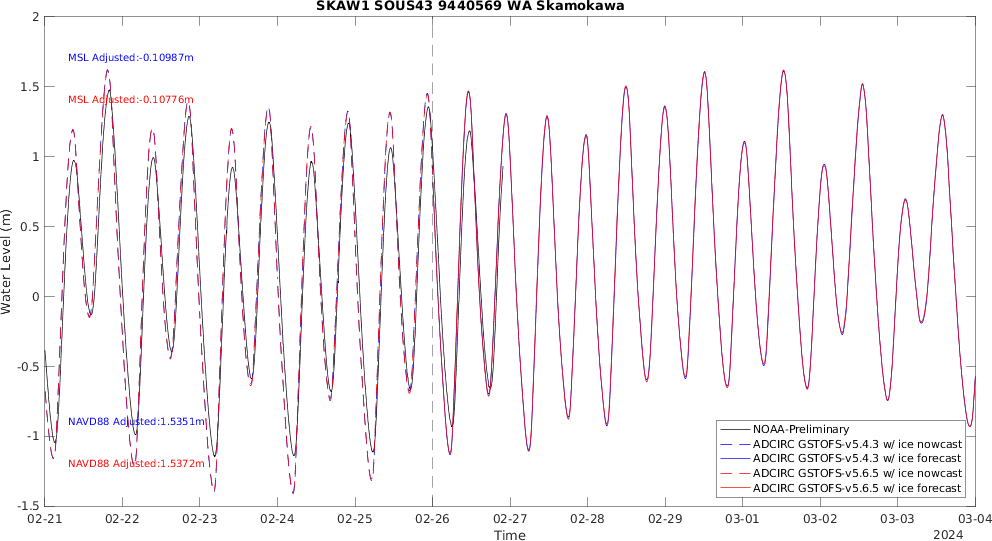 SKAW1 SOUS43 9440569 WA Skamokawa
2
1.5
1
0.5
0
-0.5
-1
-1.5
Water Level (m)
MSL Adjusted:-0.10987m
MSL Adjusted:-0.10776m
NAVD88 Adjusted:1.5351m
NAVD88 Adjusted:1.5372m
NOAA-Preliminary
ADCIRC GSTOFS-v5.4.3 w/ ice nowcast
ADCIRC GSTOFS-v5.4.3 w/ ice forecast
ADCIRC GSTOFS-v5.6.5 w/ ice nowcast
ADCIRC GSTOFS-v5.6.5 w/ ice forecast
02-21 02-22 02-23 02-24 02-25 02-26 02-27 02-28 02-29 03-01 03-02 03-03 03-04
Time
2024